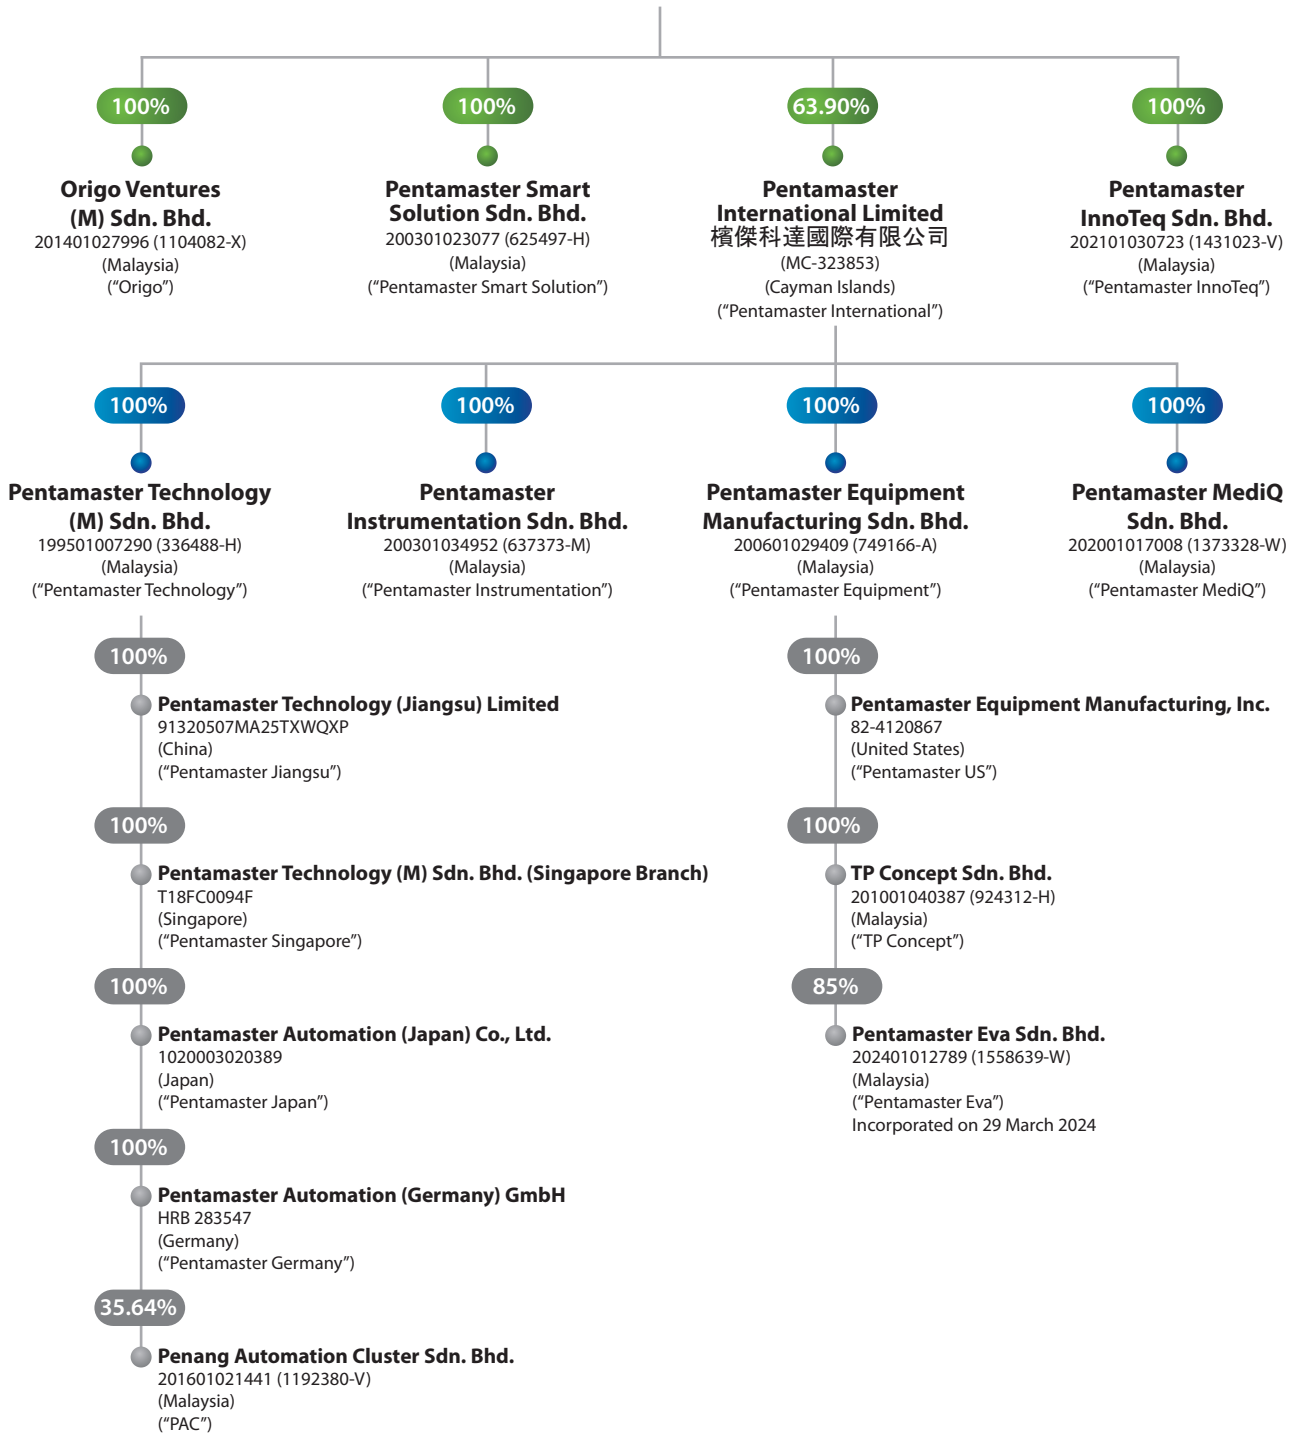 100%
Origo Ventures
(M) Sdn. Bhd.
201401027996 (1104082-X)
(Malaysia)
(“Origo”)
100%
Pentamaster Smart
Solution Sdn. Bhd.
200301023077 (625497-H)
(Malaysia)
(“Pentamaster Smart Solution”)
63.90%
Pentamaster
International Limited
檳傑科達國際有限公司
(MC-323853)
(Cayman Islands)
(“Pentamaster International”)
100%
Pentamaster
InnoTeq Sdn. Bhd.
202101030723 (1431023-V)
(Malaysia)
(“Pentamaster InnoTeq”)
100%
Pentamaster Technology
(M) Sdn. Bhd.
199501007290 (336488-H)
(Malaysia)
(“Pentamaster Technology”)
100%
Pentamaster
Instrumentation Sdn. Bhd.
200301034952 (637373-M)
(Malaysia)
(“Pentamaster Instrumentation”)
100%
Pentamaster Equipment
Manufacturing Sdn. Bhd.
200601029409 (749166-A)
(Malaysia)
(“Pentamaster Equipment”)
100%
Pentamaster MediQ
Sdn. Bhd.
202001017008 (1373328-W)
(Malaysia)
(“Pentamaster MediQ”)
100%
Pentamaster Technology (Jiangsu) Limited
91320507MA25TXWQXP
(China)
(“Pentamaster Jiangsu”)
100%
Pentamaster Technology (M) Sdn. Bhd. (Singapore Branch)
T18FC0094F
(Singapore)
(“Pentamaster Singapore”)
100%
Pentamaster Automation (Japan) Co., Ltd.
1020003020389
(Japan)
(“Pentamaster Japan”)
100%
Pentamaster Automation (Germany) GmbH
HRB 283547
(Germany)
(“Pentamaster Germany”)
35.64%
Penang Automation Cluster Sdn. Bhd.
201601021441 (1192380-V)
(Malaysia)
(“PAC”)
100%
Pentamaster Equipment Manufacturing, Inc.
82-4120867
(United States)
(“Pentamaster US”)
100%
TP Concept Sdn. Bhd.
201001040387 (924312-H)
(Malaysia)
(“TP Concept”)
85%
Pentamaster Eva Sdn. Bhd.
202401012789 (1558639-W)
(Malaysia)
(“Pentamaster Eva”)
Incorporated on 29 March 2024